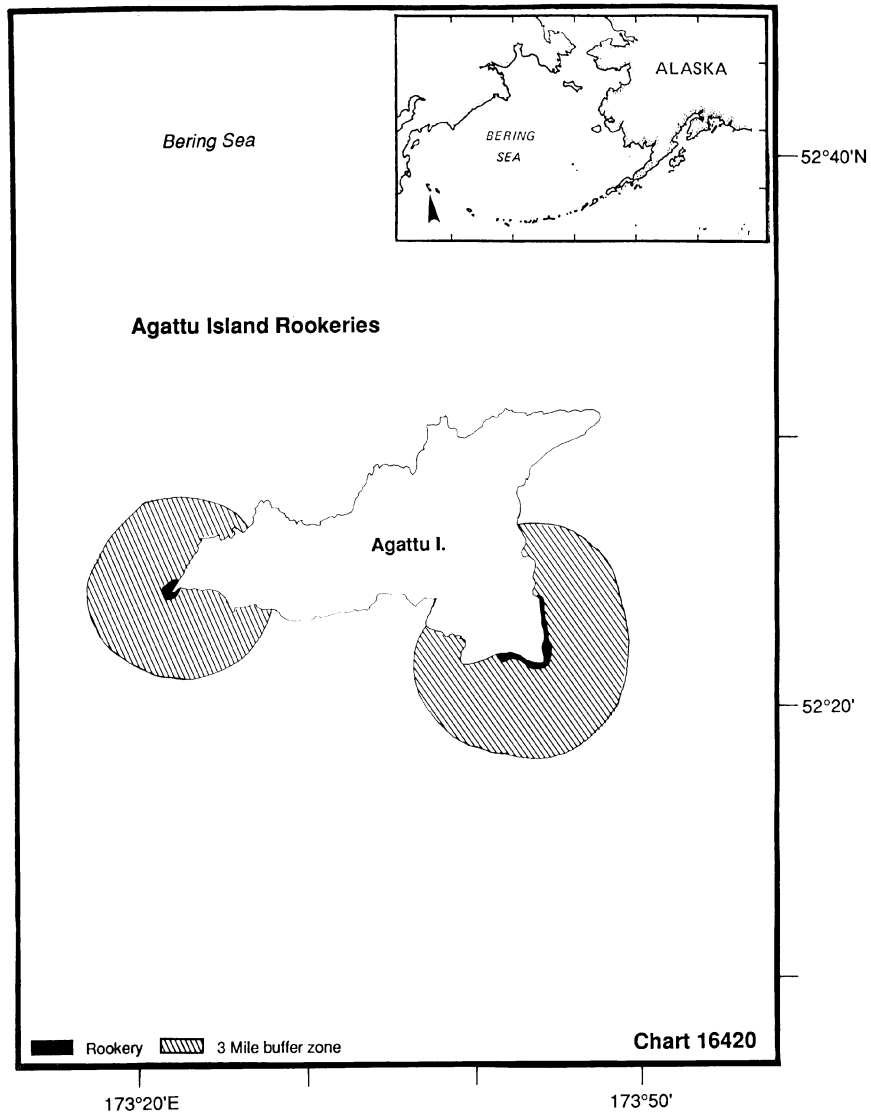 ALASKA
BERING
SEA
Bering Sea
52°40'N
Agattu Island Rookeries
Agattu I.
52°20'
Rookery
3 Mile buffer zone
Chart 16420
173°20'E
173°50'